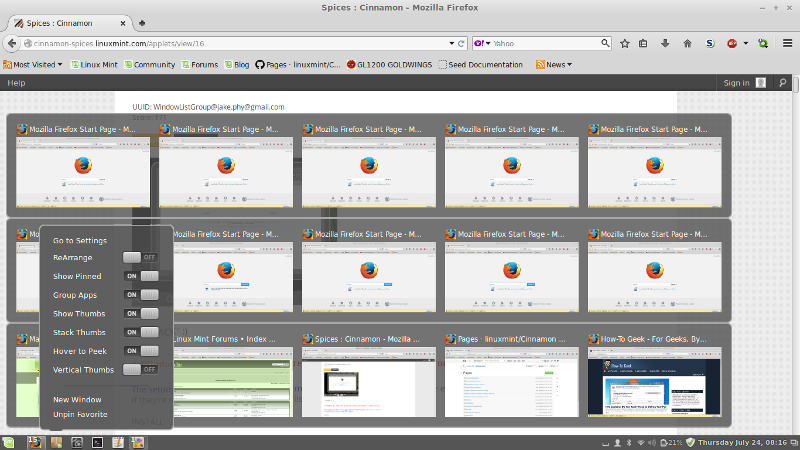 Spices : Cinnamon - Mozilla Firefox
Spices : Cinnamon
cinnamon-spices.linuxmint.com/applets/view/16
Yahoo
Most Visited
Linux Mint
Community
Forums
Blog
Pages - linuxmint/C...
GL1200 GOLDWINGS
Seed Documentation
News
Help
Sign in
UUID: WindowListGroup@jake.phy@gmail.com
Score: 171
Mozilla Firefox Start Page - M...
Mozilla Firefox Start Page - M...
Mozilla Firefox Start Page - M...
Mozilla Firefox Start Page - M...
Mozilla Firefox Start Page - M...
Mozilla Firefox Start Page - M...
Mozilla Firefox Start Page - M...
Mozilla Firefox Start Page - M...
Mozilla Firefox Start Page - M...
Linux Mint Forums • Index ...
Spices : Cinnamon - Mozilla ...
Pages · linuxmint/Cinnamon ...
How-To Geek - For Geeks, By...
Go to Settings
ReArrange OFF
Show Pinned ON
Group Apps ON
Show Thumbs ON
Stack Thumbs ON
Hover to Peek ON
Vertical Thumbs OFF
New Window
Unpin Favorite
15
21%
Thursday July 24, 08:16